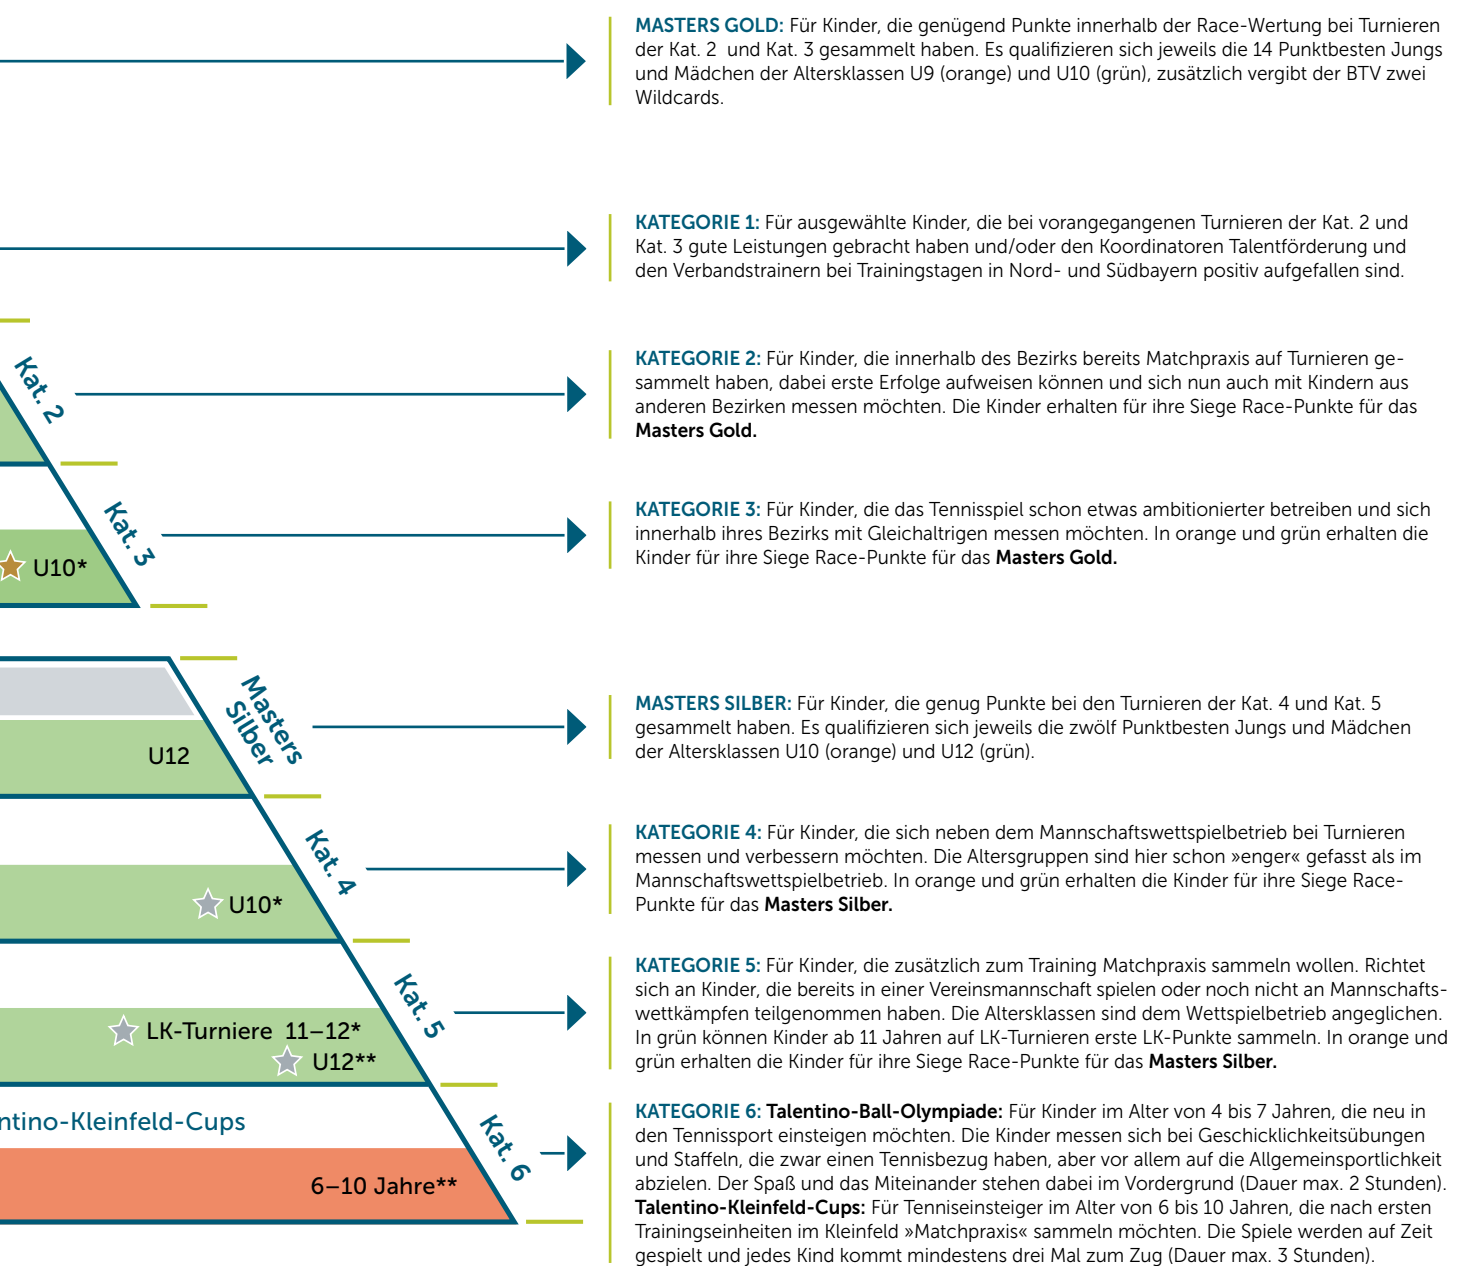 MASTERS GOLD: Für Kinder, die genügend Punkte innerhalb der Race-Wertung bei Turnieren
der Kat. 2 und Kat. 3 gesammelt haben. Es qualifizieren sich jeweils die 14 Punktbesten Jungs
und Mädchen der Altersklassen U9 (orange) und U10 (grün), zusätzlich vergibt der BTV zwei
Wildcards.
KATEGORIE 1: Für ausgewählte Kinder, die bei vorangegangenen Turnieren der Kat. 2 und
Kat. 3 gute Leistungen gebracht haben und/oder den Koordinatoren Talentförderung und
den Verbandstrainern bei Trainingstagen in Nord- und Südbayern positiv aufgefallen sind.
Kat. 2
KATEGORIE 2: Für Kinder, die innerhalb des Bezirks bereits Matchpraxis auf Turnieren ge-
sammelt haben, dabei erste Erfolge aufweisen können und sich nun auch mit Kindern aus
anderen Bezirken messen möchten. Die Kinder erhalten für ihre Siege Race-Punkte für das
Masters Gold.
Kat. 3
U10*
KATEGORIE 3: Für Kinder, die das Tennisspiel schon etwas ambitionierter betreiben und sich
innerhalb ihres Bezirks mit Gleichaltrigen messen möchten. In orange und grün erhalten die
Kinder für ihre Siege Race-Punkte für das Masters Gold.
Masters
Silber
U12
MASTERS SILBER: Für Kinder, die genug Punkte bei den Turnieren der Kat. 4 und Kat. 5
gesammelt haben. Es qualifizieren sich jeweils die zwölf Punktbesten Jungs und Mädchen
der Altersklassen U10 (orange) und U12 (grün).
Kat. 4
U10*
KATEGORIE 4: Für Kinder, die sich neben dem Mannschaftswettspielbetrieb bei Turnieren
messen und verbessern möchten. Die Altersgruppen sind hier schon »enger« gefasst als im
Mannschaftswettspielbetrieb. In orange und grün erhalten die Kinder für ihre Siege Race-
Punkte für das Masters Silber.
Kat. 5
LK-Turniere 11–12*
U12**
KATEGORIE 5: Für Kinder, die zusätzlich zum Training Matchpraxis sammeln wollen. Richtet
sich an Kinder, die bereits in einer Vereinsmannschaft spielen oder noch nicht an Mannschafts-
wettkämpfen teilgenommen haben. Die Altersklassen sind dem Wettspielbetrieb angeglichen.
In grün können Kinder ab 11 Jahren auf LK-Turnieren erste LK-Punkte sammeln. In orange und
grün erhalten die Kinder für ihre Siege Race-Punkte für das Masters Silber.
Kat. 6
ntino-Kleinfeld-Cups
6–10 Jahre**
KATEGORIE 6: Talentino-Ball-Olympiade: Für Kinder im Alter von 4 bis 7 Jahren, die neu in
den Tennissport einsteigen möchten. Die Kinder messen sich bei Geschicklichkeitsübungen
und Staffeln, die zwar einen Tennisbezug haben, aber vor allem auf die Allgemeinsportlichkeit
abzielen. Der Spaß und das Miteinander stehen dabei im Vordergrund (Dauer max. 2 Stunden).
Talentino-Kleinfeld-Cups: Für Tenniseinsteiger im Alter von 6 bis 10 Jahren, die nach ersten
Trainingseinheiten im Kleinfeld »Matchpraxis« sammeln möchten. Die Spiele werden auf Zeit
gespielt und jedes Kind kommt mindestens drei Mal zum Zug (Dauer max. 3 Stunden).